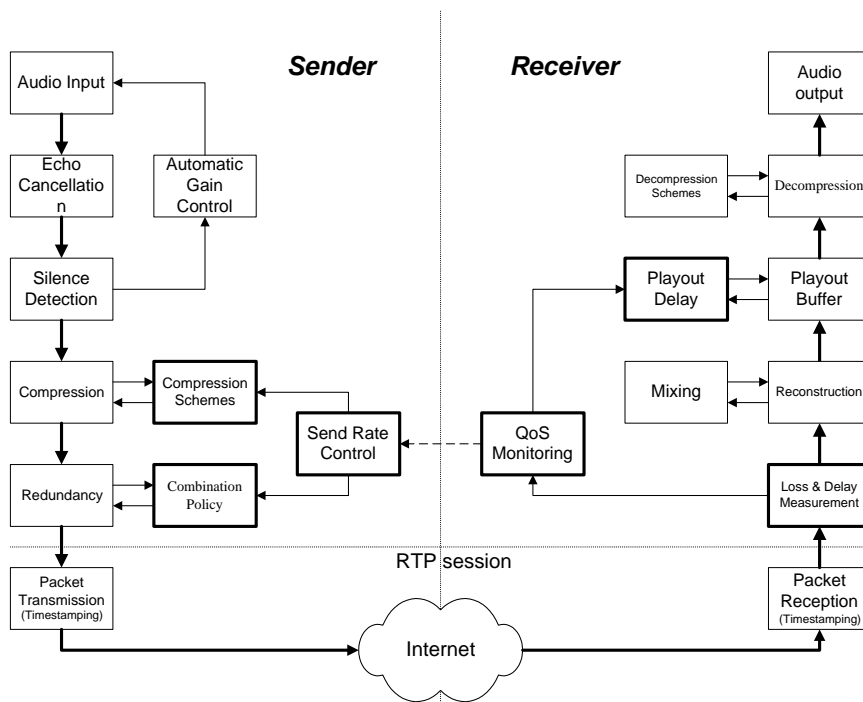 Sender
Receiver
Audio Input
Echo
Cancellatio
n
Automatic
Gain
Control
Silence
Detection
Compression
Compression
Schemes
Send Rate
Control
Redundancy
Combination
Policy
Packet
Transmission
(Timestamping)
Audio
output
Decompression
Schemes
Decompression
Playout
Delay
Playout
Buffer
Mixing
Reconstruction
QoS
Monitoring
Loss & Delay
Measurement
RTP session
Packet
Reception
(Timestamping)
Internet